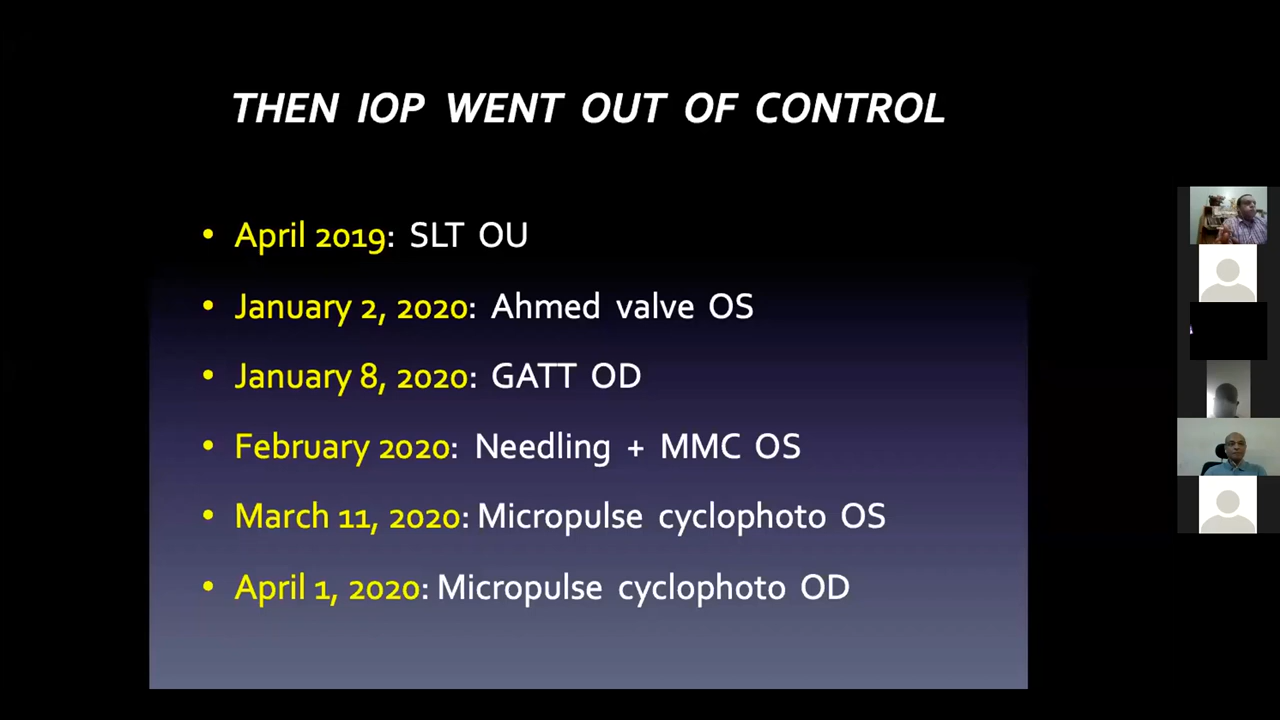 THEN IOP WENT OUT OF CONTROL
• April 2019: SLT OU
• January 2, 2020: Ahmed valve OS
• January 8, 2020: GATT OD
• February 2020: Needling + MMC OS
• March 11, 2020: Micropulse cyclophoto OS
• April 1, 2020: Micropulse cyclophoto OD